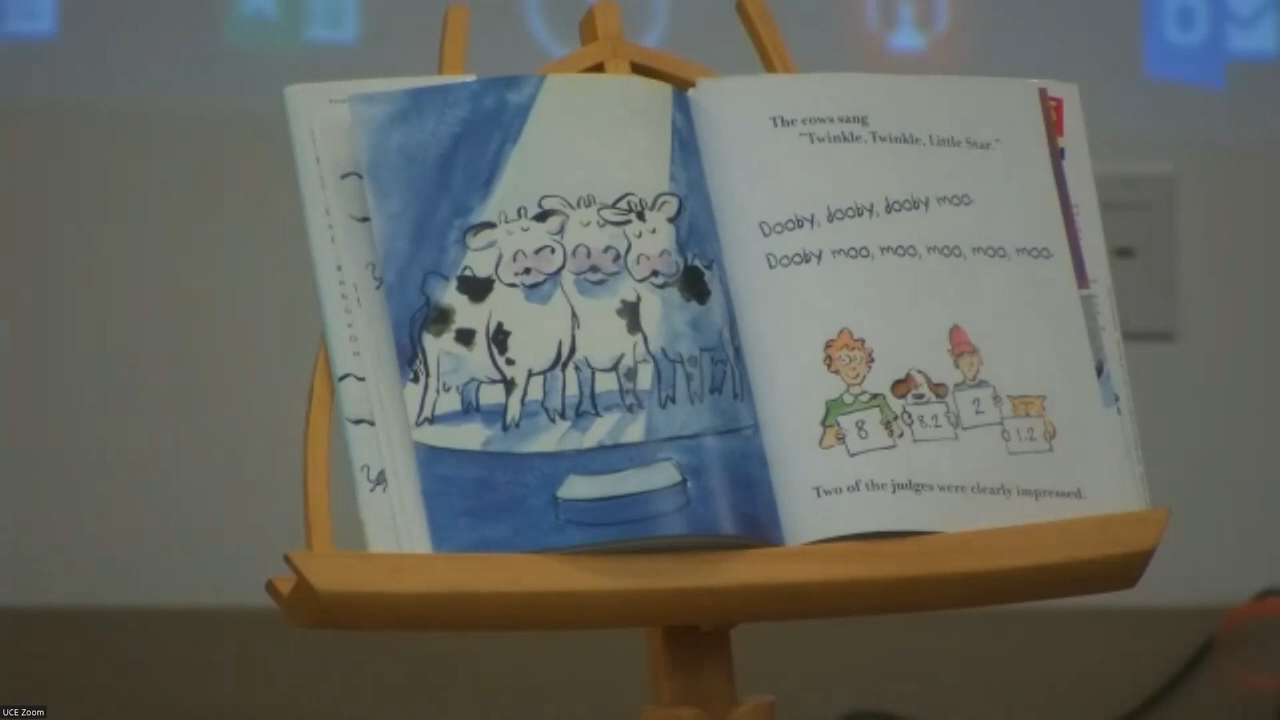 The cows sang
"Twinkle, Twinkle, Little Star."
Dooby, dooby, dooby moo.
Dooby moo, moo, moo, moo, moo.
8
8.2
2
1.2
Two of the judges were clearly impressed.
UCE Zoom